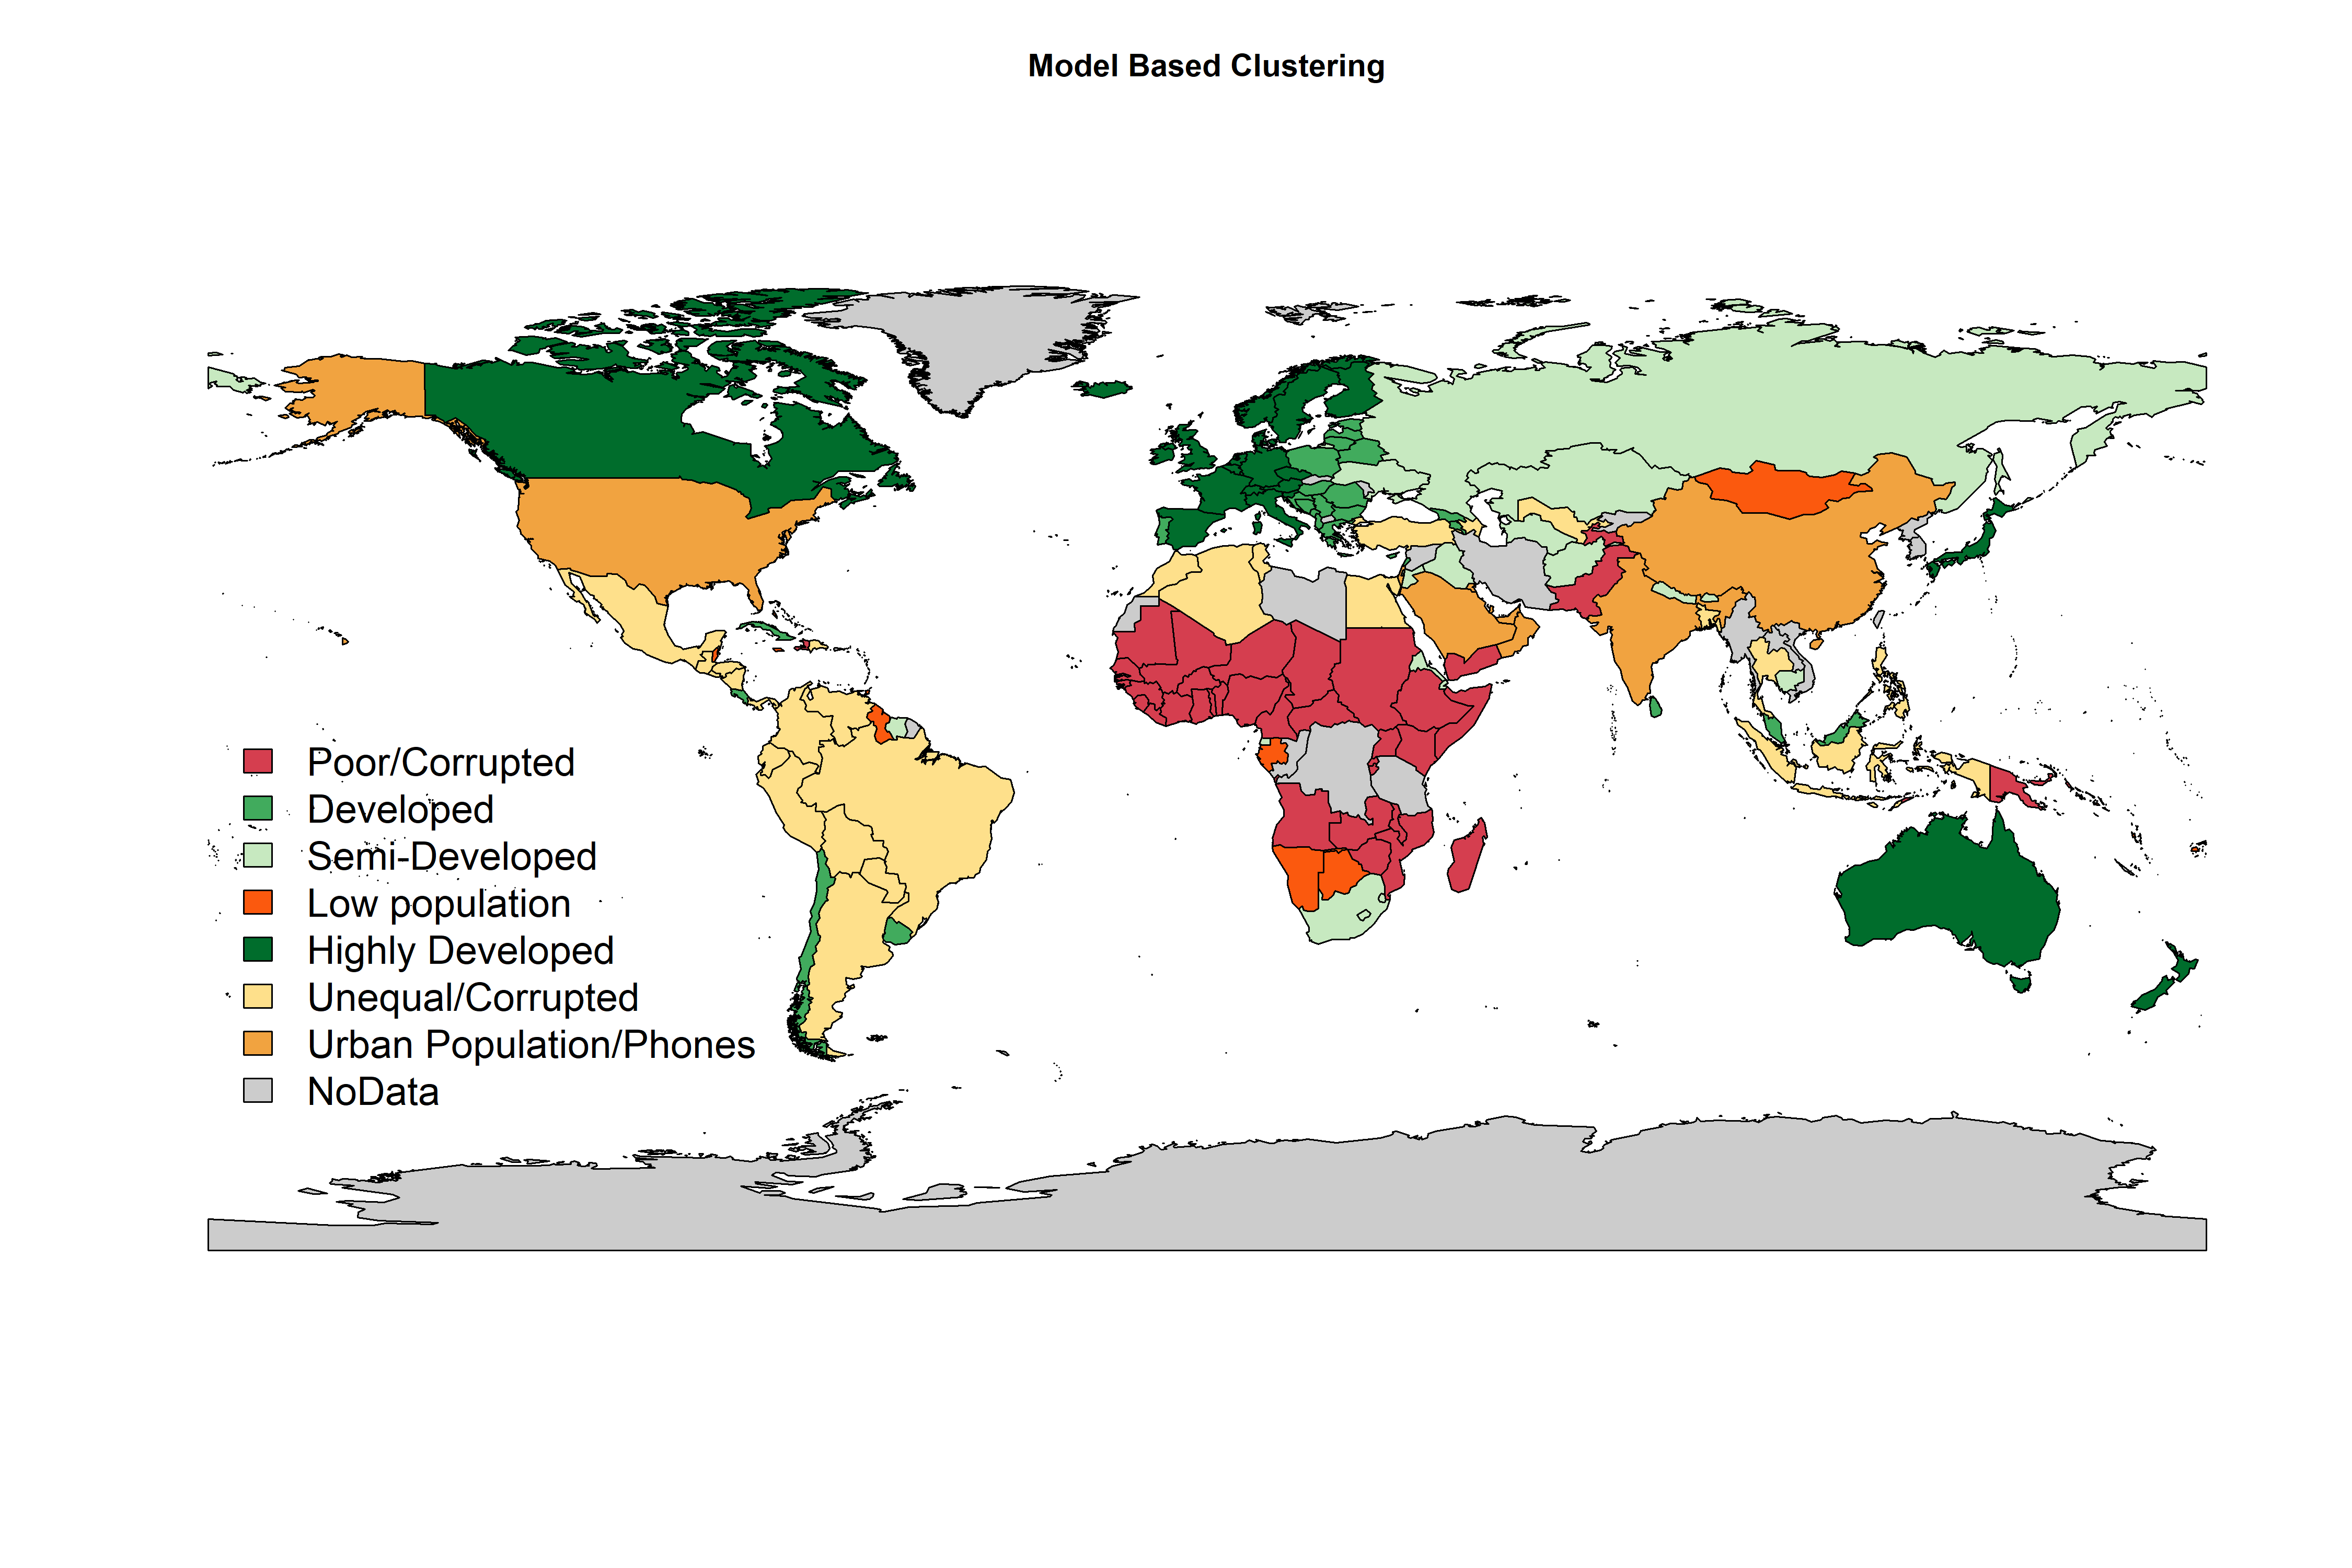 Model Based Clustering
Poor/Corrupted
Developed
Semi-Developed
Low population
Highly Developed
Unequal/Corrupted
Urban Population/Phones
NoData